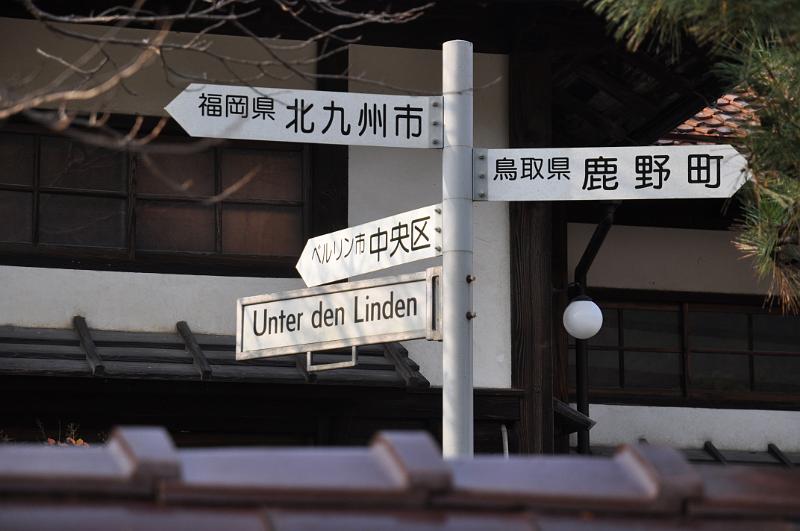 福岡県 北九州市
鳥取県 鹿野町
ベルリン市 中央区
Unter den Linden